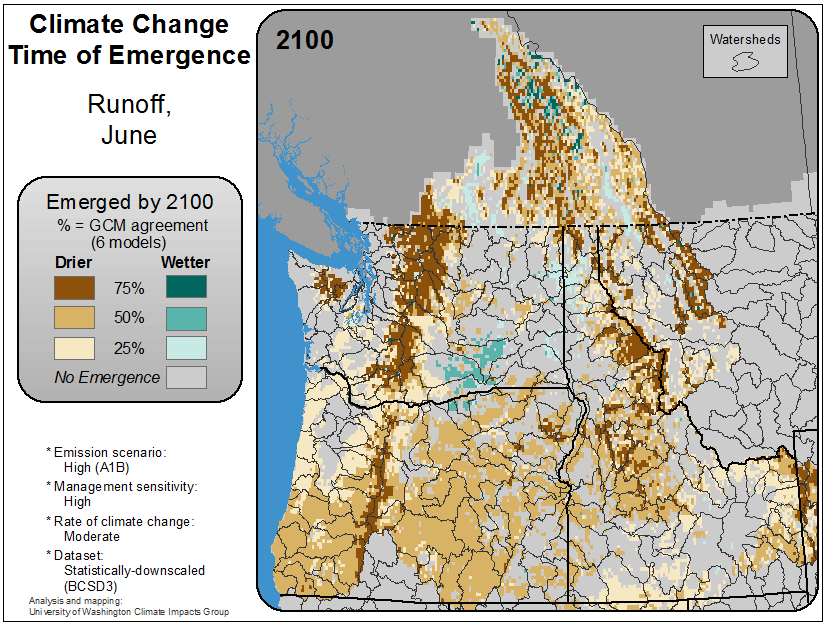 Climate Change
Time of Emergence
Runoff,
June
Emerged by 2100
% = GCM agreement
(6 models)
Drier Wetter
75%
50%
25%
No Emergence
* Emission scenario:
High (A1B)
* Management sensitivity:
High
* Rate of climate change:
Moderate
* Dataset:
Statistically-downscaled
(BCSD3)
Analysis and mapping:
University of Washington Climate Impacts Group
2100
Watersheds